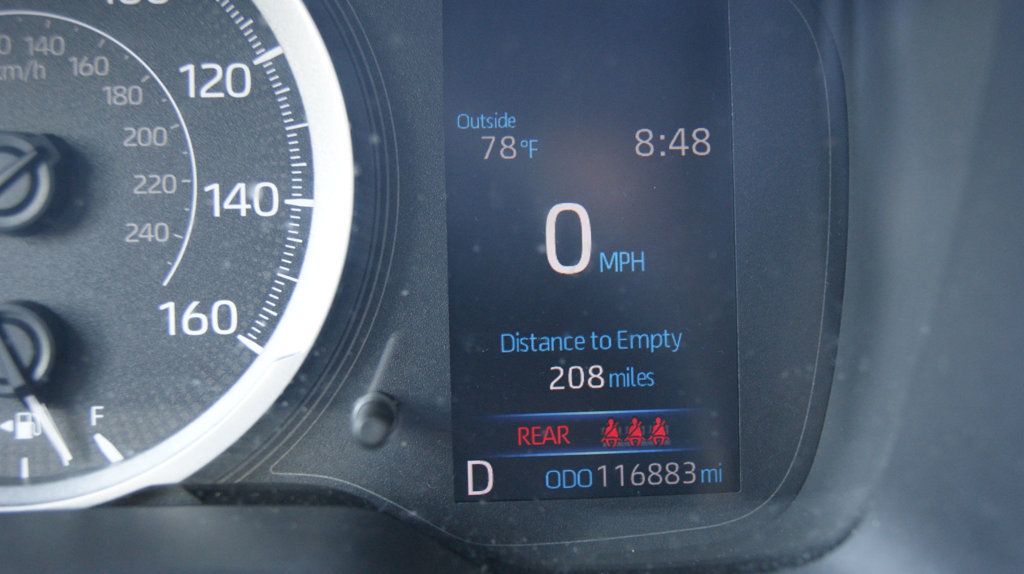 140
160
km/h
180
200
220
240
120
140
160
F
Outside
78°F
8:48
0 MPH
Distance to Empty
208 miles
REAR
D
ODO 116883 mi